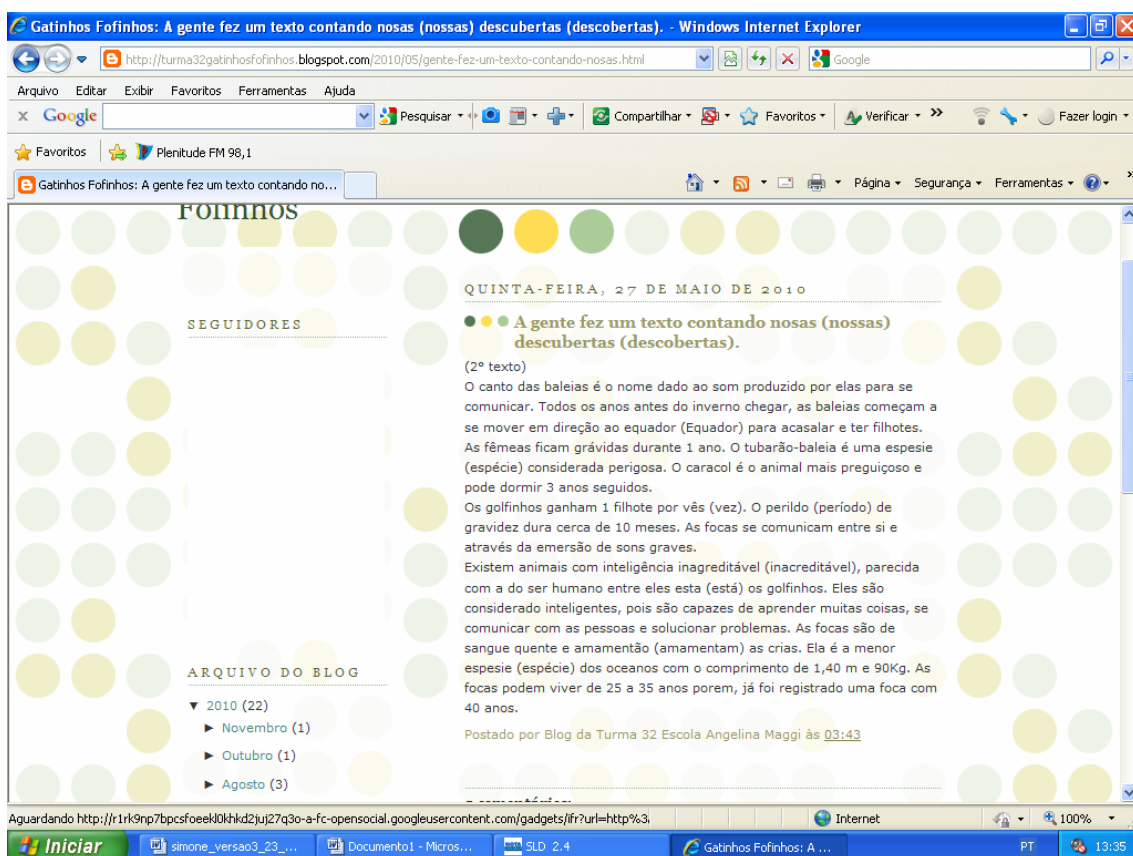 Gatinhos Fofinhos: A gente fez um texto contando nosas (nossas) descubertas (descobertas). - Windows Internet Explorer
http://turma32gatinhosfofinhos.blogspot.com/2010/05/gente-fez-um-texto-contando-nosas.html
Google
Arquivo Editar Exibir Favoritos Ferramentas Ajuda
x Google Pesquisar Compartilhar Favoritos Verificar » Fazer login
Favoritos Plenitude FM 98,1
Gatinhos Fofinhos: A gente fez um texto contando no...
Página Segurança Ferramentas »
Fofinhos
SEGUIDORES
ARQUIVO DO BLOG
▼ 2010 (22)
► Novembro (1)
► Outubro (1)
► Agosto (3)
QUINTA-FEIRA, 27 DE MAIO DE 2010
A gente fez um texto contando nosas (nossas)
descubertas (descobertas).
(2° texto)
O canto das baleias é o nome dado ao som produzido por elas para se
comunicar. Todos os anos antes do inverno chegar, as baleias começam a
se mover em direção ao equador (Equador) para acasalar e ter filhotes.
As fêmeas ficam grávidas durante 1 ano. O tubarão-baleia é uma espesie
(espécie) considerada perigosa. O caracol é o animal mais preguiçoso e
pode dormir 3 anos seguidos.
Os golfinhos ganham 1 filhote por vês (vez). O perildo (período) de
gravidez dura cerca de 10 meses. As focas se comunicam entre si e
através da emersão de sons graves.
Existem animais com inteligência inagreditável (inacreditável), parecida
com a do ser humano entre eles esta (está) os golfinhos. Eles são
considerado inteligentes, pois são capazes de aprender muitas coisas, se
comunicar com as pessoas e solucionar problemas. As focas são de
sangue quente e amamentão (amamentam) as crias. Ela é a menor
espesie (espécie) dos oceanos com o comprimento de 1,40 m e 90Kg. As
focas podem viver de 25 a 35 anos porem, já foi registrado uma foca com
40 anos.
Postado por Blog da Turma 32 Escola Angelina Maggi às 03:43
Aguardando http://r1rk9np7bpcsfoeekl0khkd2juj27q3o-a-fc-opensocial.googleusercontent.com/gadgets/ifr?url=http%3
Internet
100%
Iniciar
simone_versao3_23_...
Documento1 - Micros...
SLD 2.4
Gatinhos Fofinhos: A ...
PT
13:35